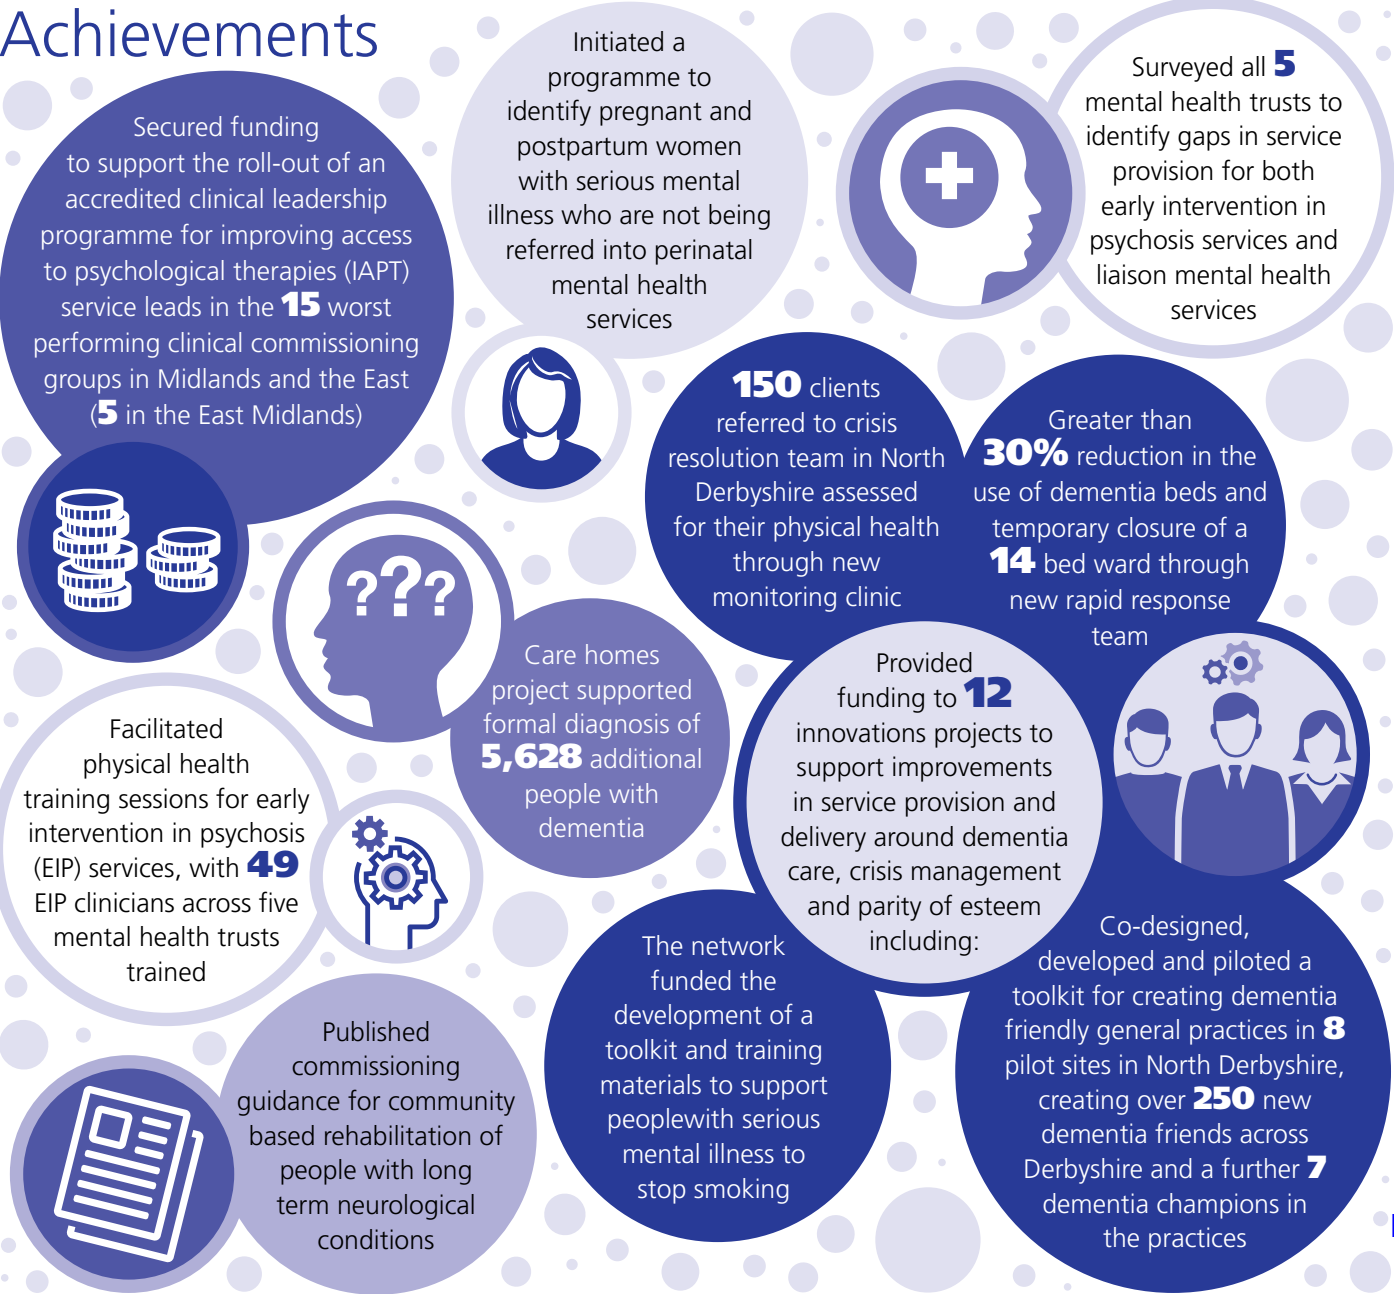 Achievements
Secured funding
to support the roll-out of an
accredited clinical leadership
programme for improving access
to psychological therapies (IAPT)
service leads in the 15 worst
performing clinical commissioning
groups in Midlands and the East
(5 in the East Midlands)
Initiated a
programme to
identify pregnant and
postpartum women
with serious mental
illness who are not being
referred into perinatal
mental health
services
Surveyed all 5
mental health trusts to
identify gaps in service
provision for both
early intervention in
psychosis services and
liaison mental health
services
150 clients
referred to crisis
resolution team in North
Derbyshire assessed
for their physical health
through new
monitoring clinic
Greater than
30% reduction in the
use of dementia beds and
temporary closure of a
14 bed ward through
new rapid response
team
???
Care homes
project supported
formal diagnosis of
5,628 additional
people with
dementia
Provided
funding to 12
innovations projects to
support improvements
in service provision and
delivery around dementia
care, crisis management
and parity of esteem
including:
Facilitated
physical health
training sessions for early
intervention in psychosis
(EIP) services, with 49
EIP clinicians across five
mental health trusts
trained
The network
funded the
development of a
toolkit and training
materials to support
peoplewith serious
mental illness to
stop smoking
Co-designed,
developed and piloted a
toolkit for creating dementia
friendly general practices in 8
pilot sites in North Derbyshire,
creating over 250 new
dementia friends across
Derbyshire and a further 7
dementia champions in
the practices
Published
commissioning
guidance for community
based rehabilitation of
people with long
term neurological
conditions